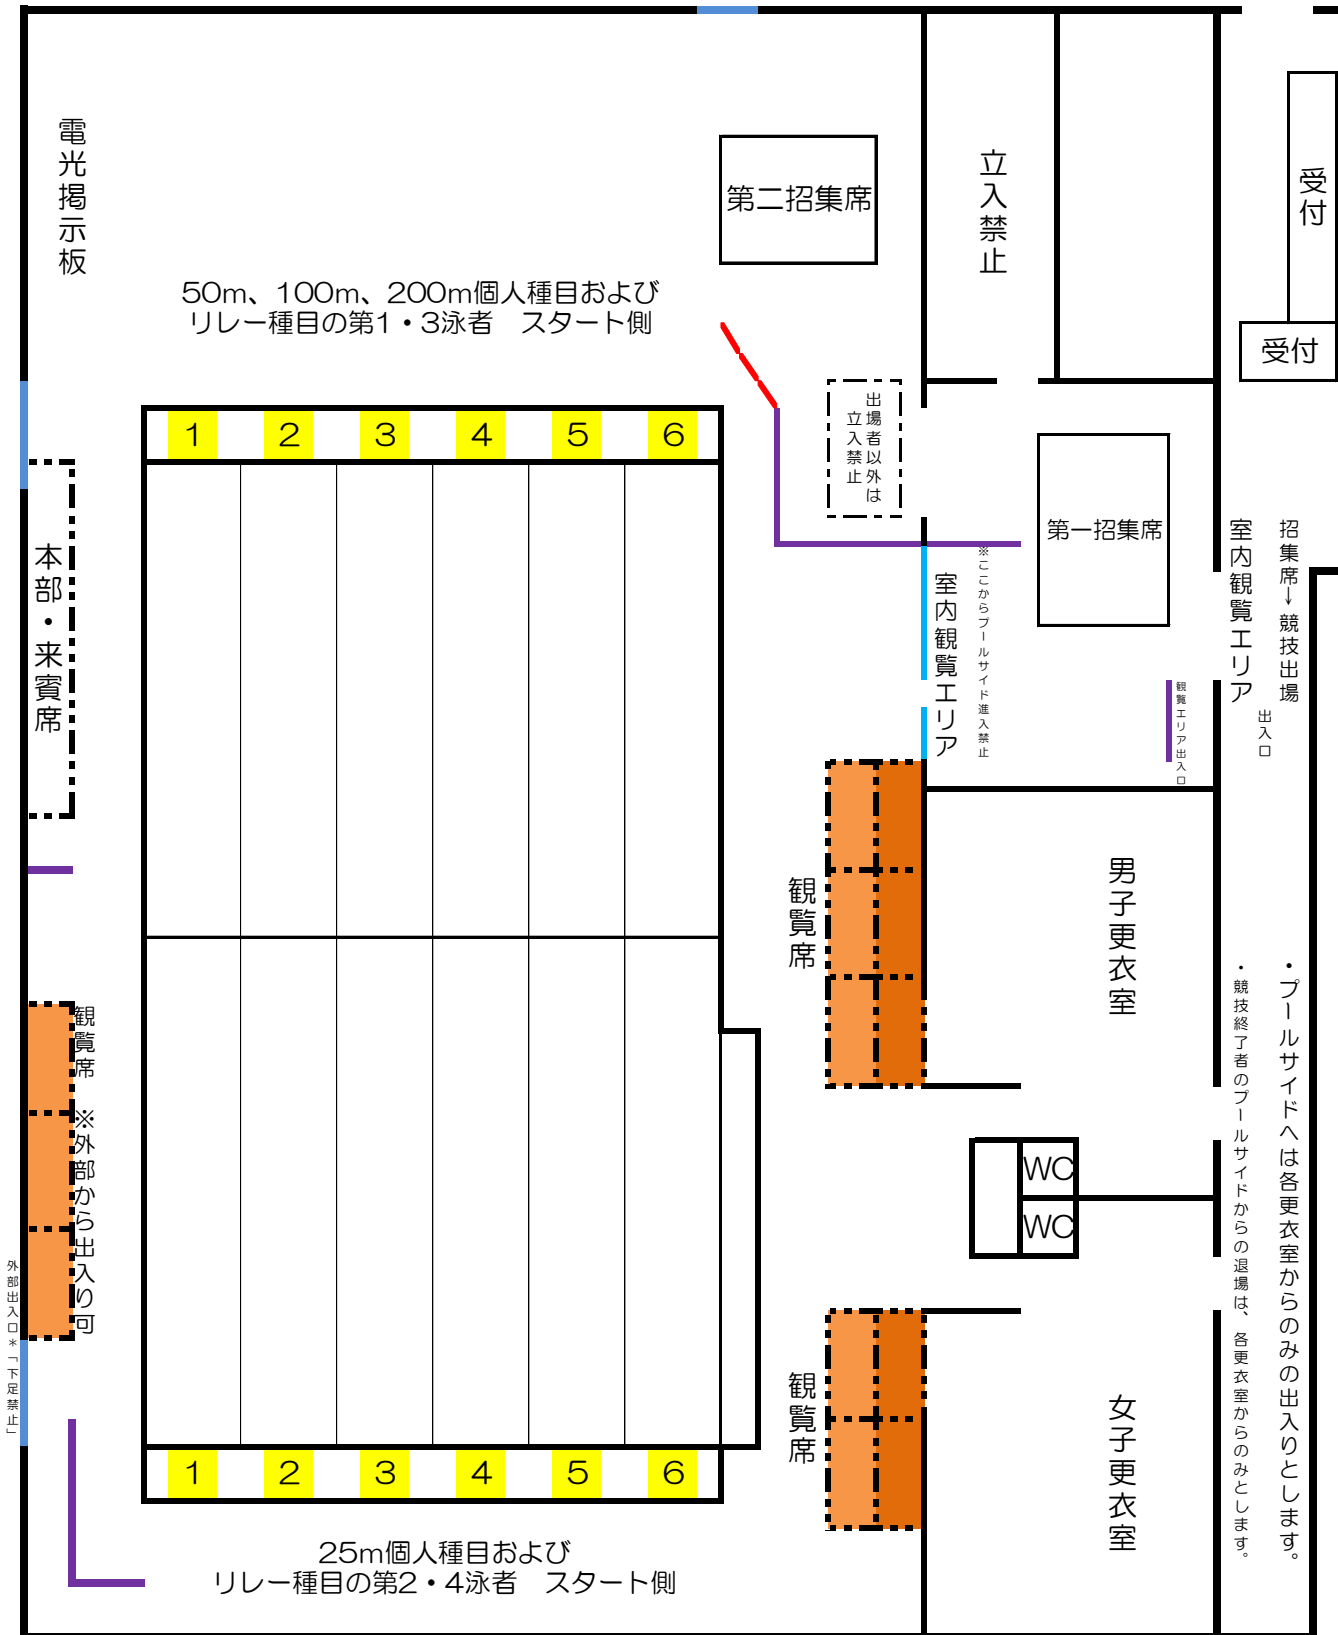 電光掲示板
第二招集席
立入禁止
受付
受付
50m、100m、200m個人種目および
リレー種目の第1・3泳者　スタート側
出場者以外は
立入禁止
1 2 3 4 5 6
第一招集席
本部・来賓席
室内観覧エリア
※ここからプールサイド進入禁止
観覧エリア出入口
室内観覧エリア
招集席→競技出場
出入口
観覧席
男子更衣室
観覧席　※外部から出入り可
外部出入口＊「下足禁止」
WC
WC
・プールサイドへは各更衣室からのみの出入りとします。
・競技終了者のプールサイドからの退場は、各更衣室からのみとします。
観覧席
女子更衣室
1 2 3 4 5 6
25m個人種目および
リレー種目の第2・4泳者　スタート側